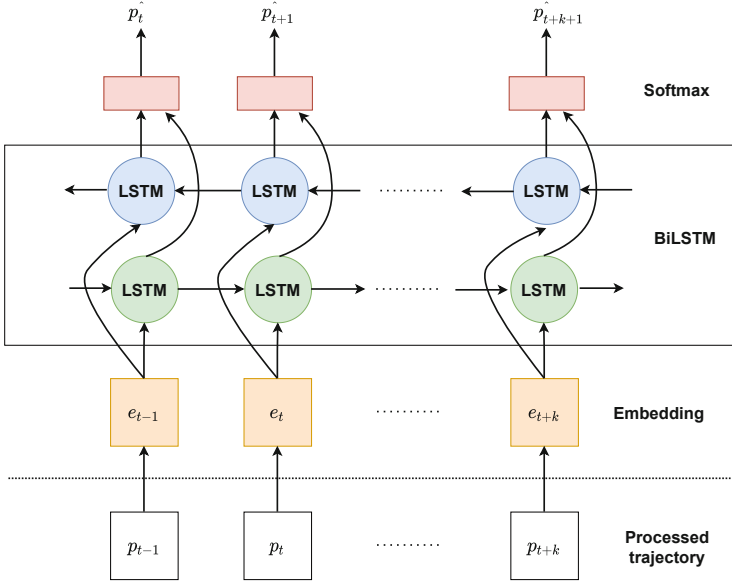 p̂_t p̂_{t+1} p̂_{t+k+1}
Softmax
LSTM LSTM ·········· LSTM
BiLSTM
LSTM LSTM ·········· LSTM
e_{t−1} e_t ·········· e_{t+k} Embedding
p_{t−1} p_t ·········· p_{t+k} Processed
trajectory